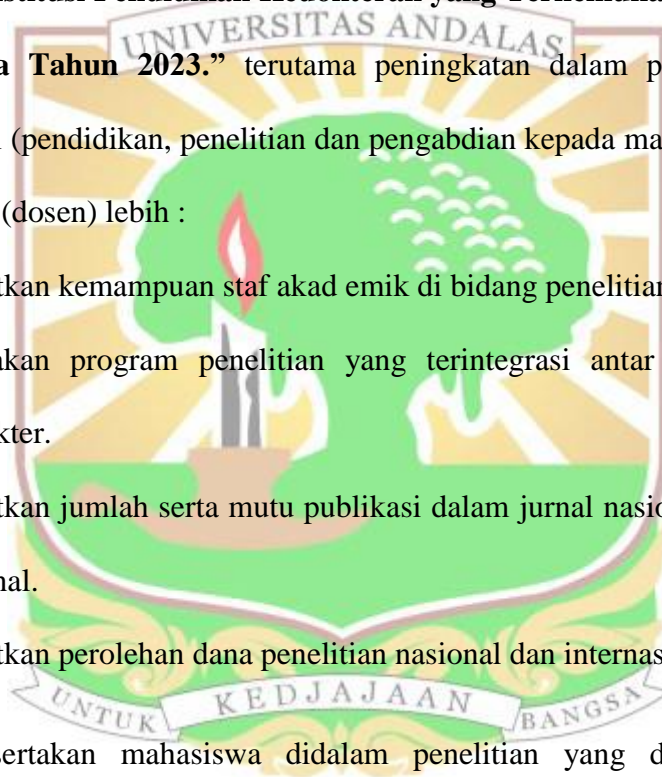 UNIVERSITAS ANDALAS
a Tahun 2023.” terutama peningkatan dalam p
(pendidikan, penelitian dan pengabdian kepada ma
(dosen) lebih :
tkan kemampuan staf akad emik di bidang penelitian
akan program penelitian yang terintegrasi antar
kter.
tkan jumlah serta mutu publikasi dalam jurnal nasio
nal.
tkan perolehan dana penelitian nasional dan internas
UNTUK KEDJAJAAN BANGSA
sertakan mahasiswa didalam penelitian yang d